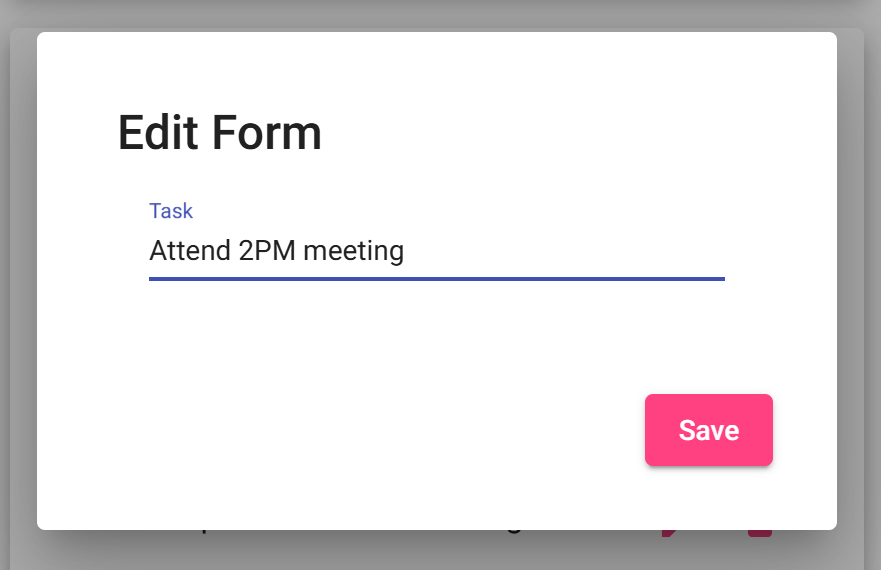 Edit Form
Task
Attend 2PM meeting
Save